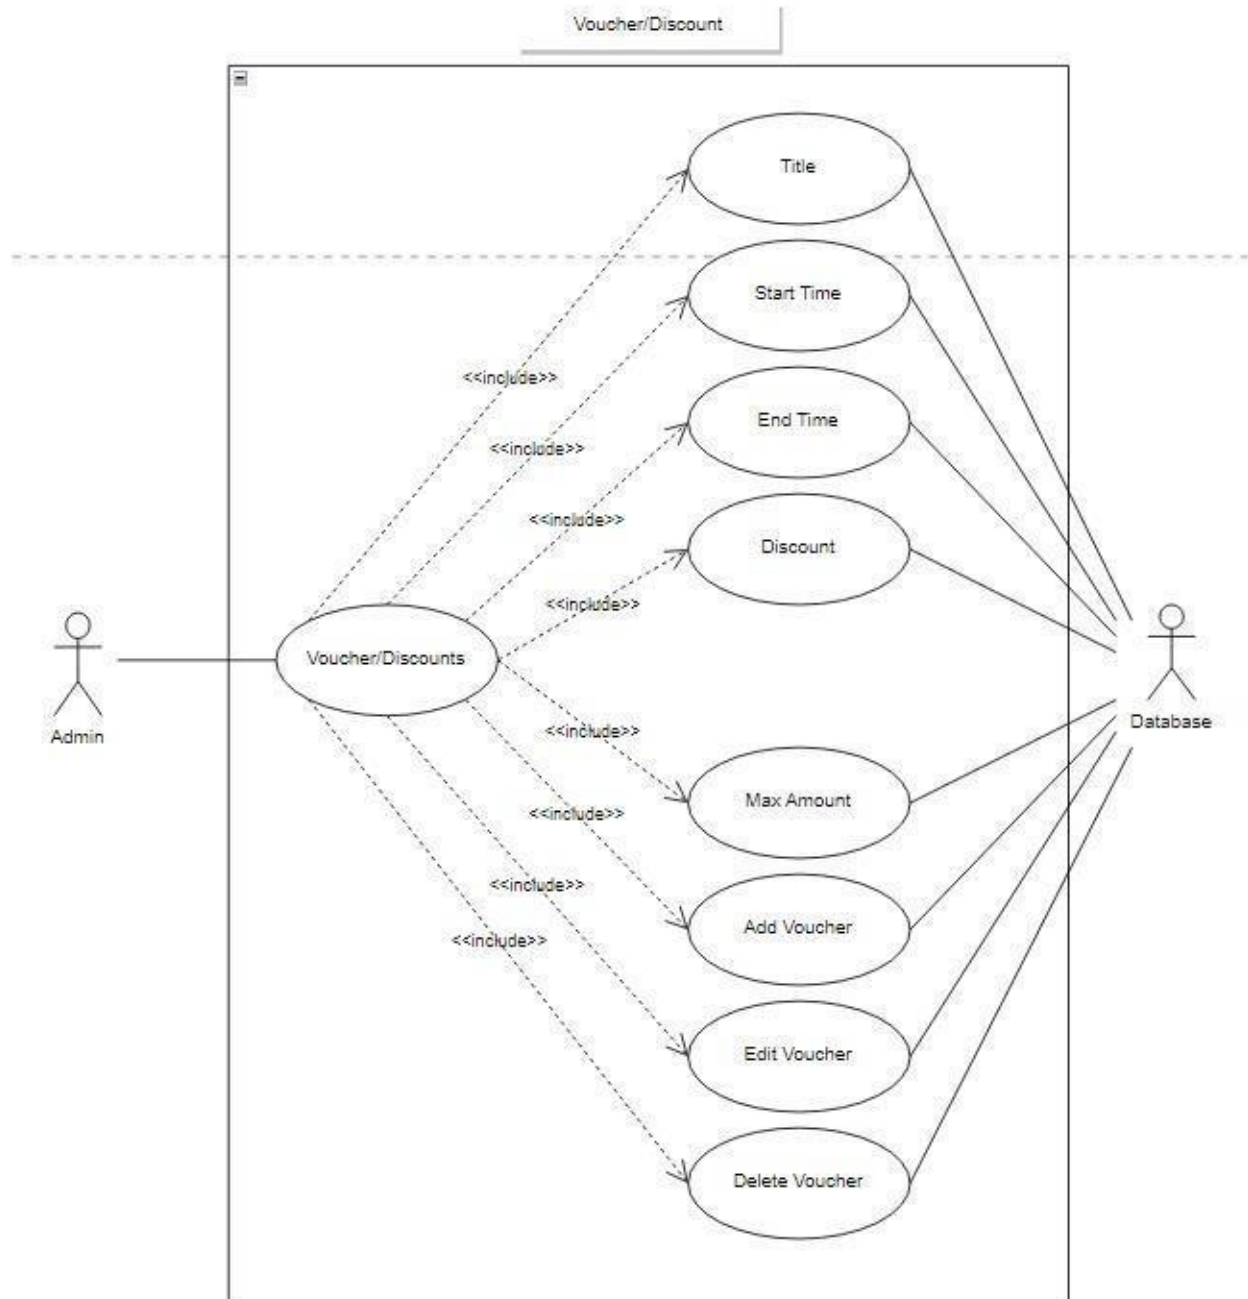 Voucher/Discount
Title
Start Time
<<include>>
End Time
<<include>>
<<include>>
Discount
<<include>>
Voucher/Discounts
Admin
Database
<<include>>
Max Amount
<<include>>
<<include>>
Add Voucher
<<include>>
Edit Voucher
Delete Voucher